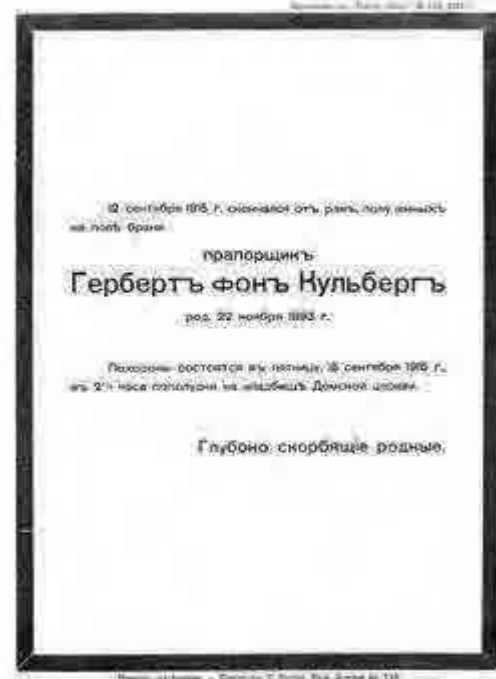 12 сентября 1915 г. скончался отъ ранъ, полученныхъ
на полѣ брани
прапорщикъ
Гербертъ фонъ Кульбергъ
род. 22 ноября 1893 г.
Похороны состоятся въ пятницу, 18 сентября 1915 г.,
въ 2½ часа пополудни на кладбищѣ Домской церкви.
Глубоко скорбящіе родные.